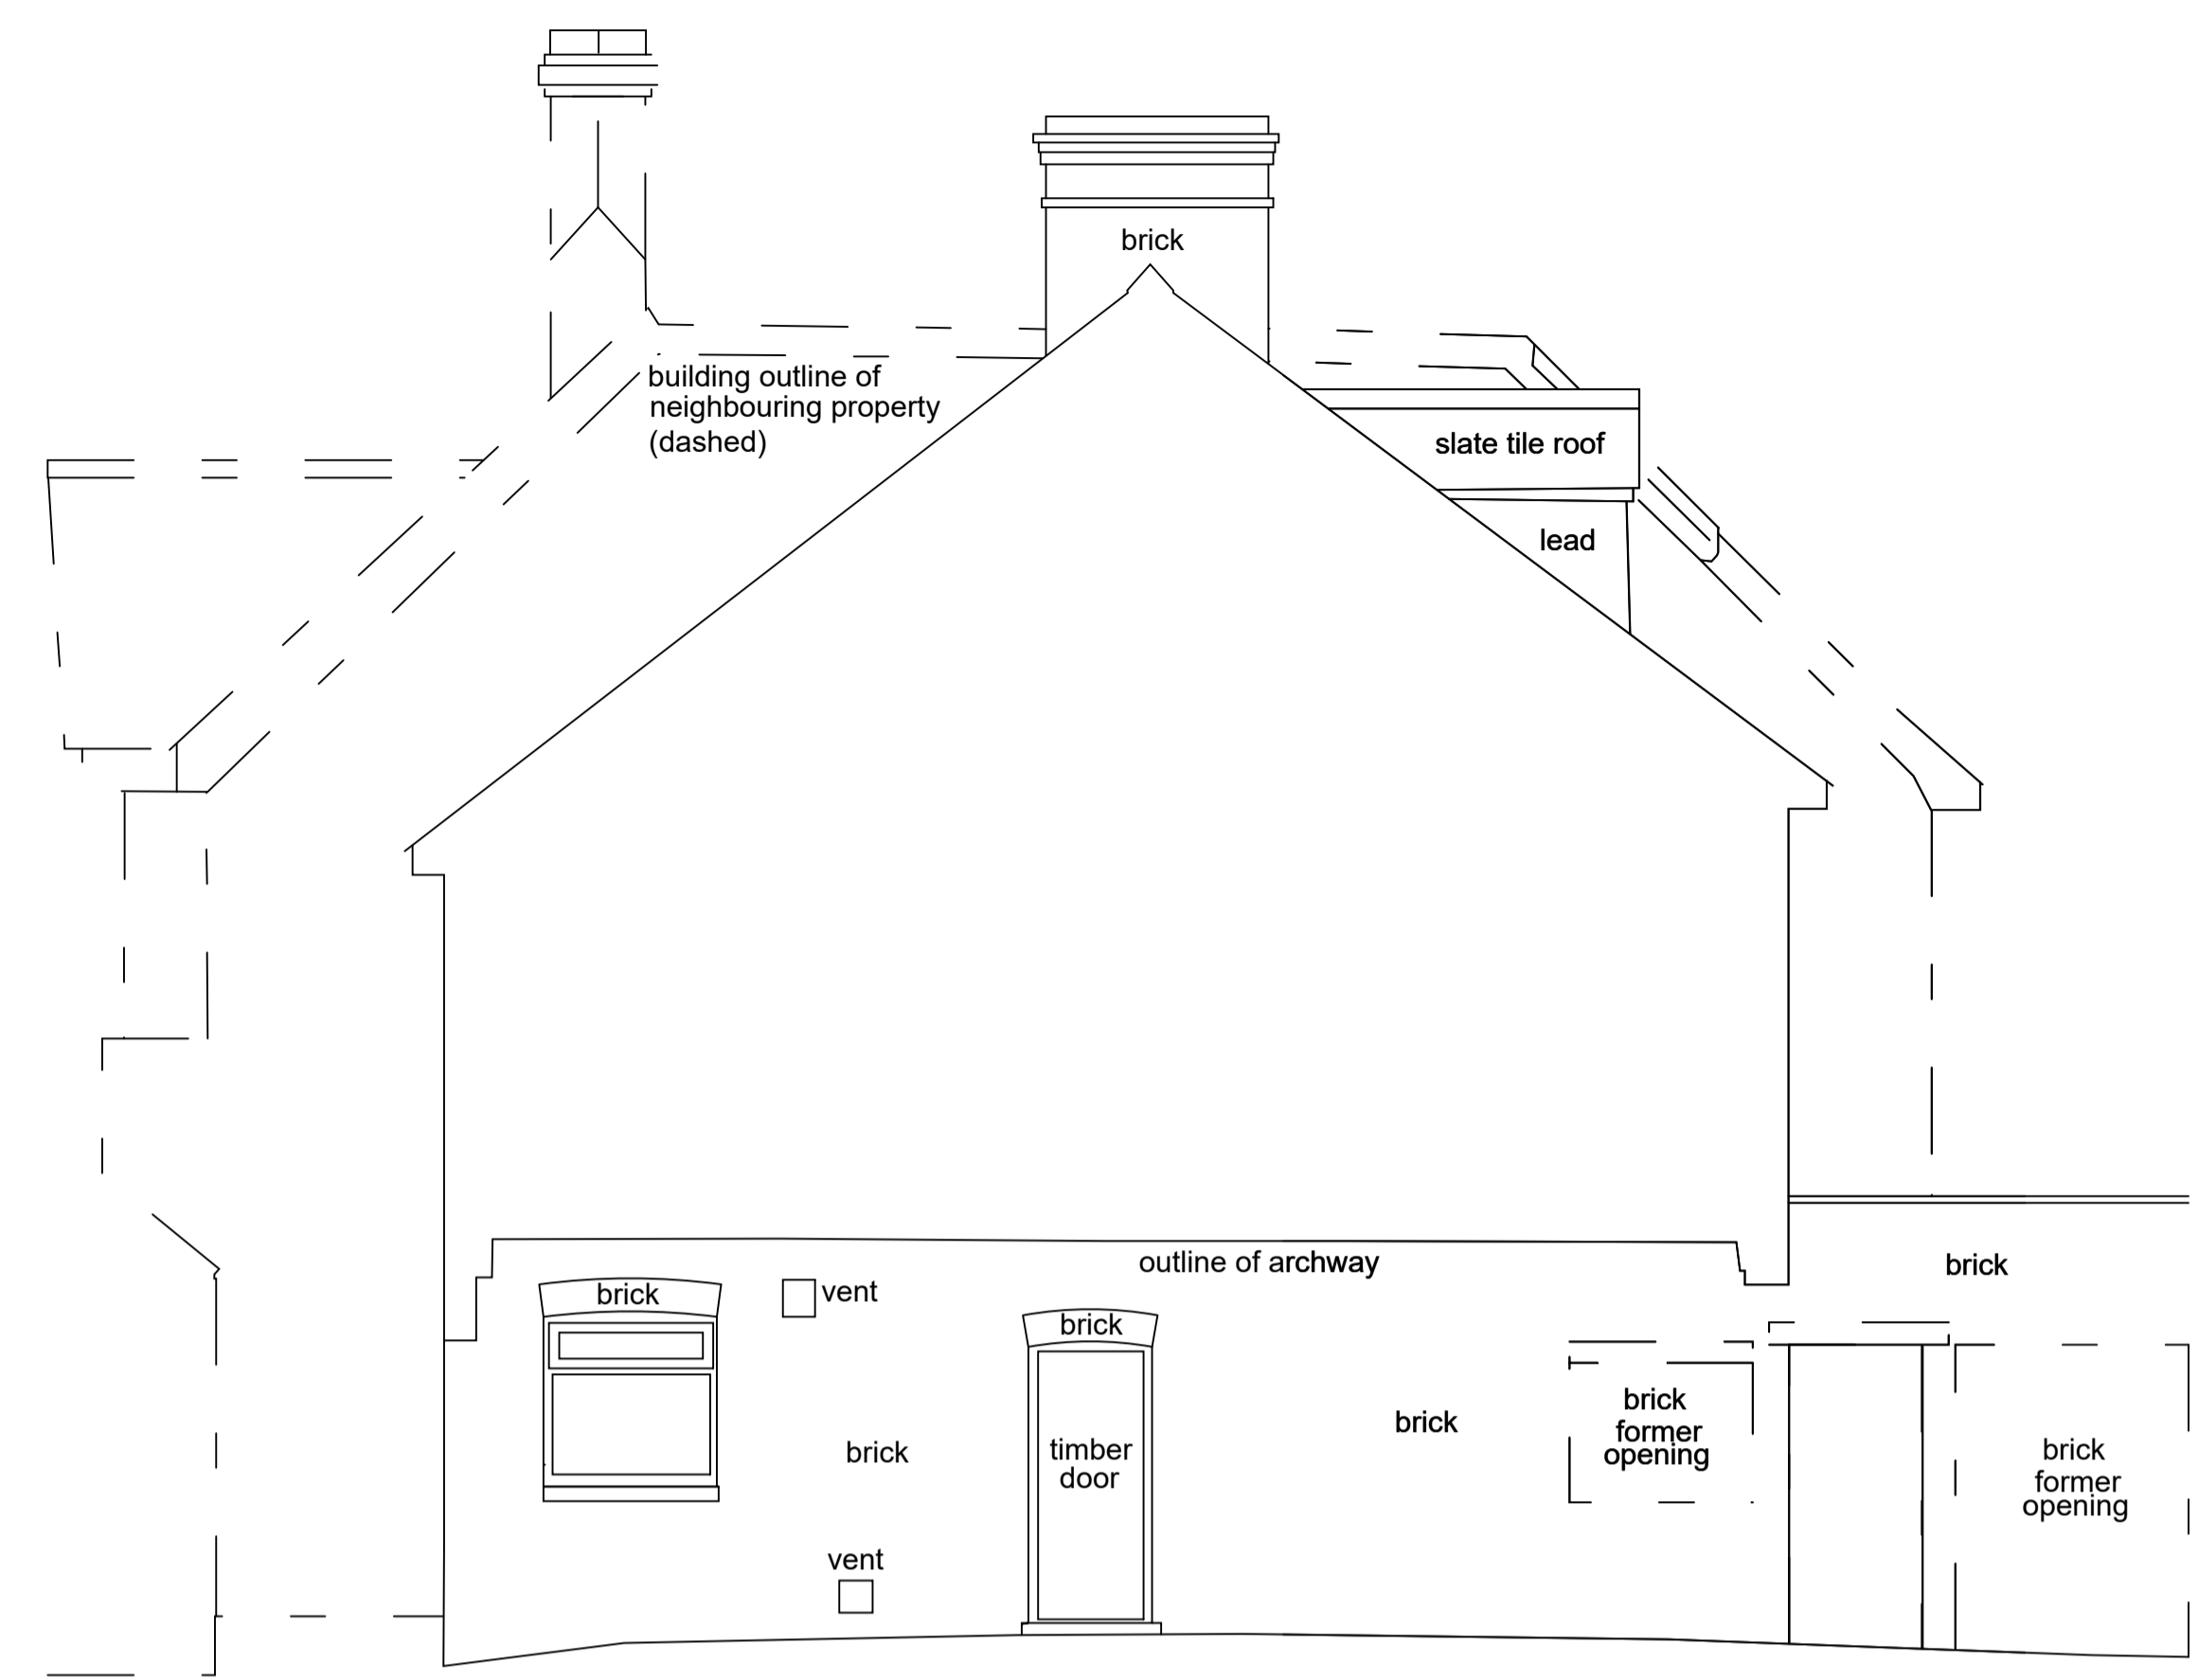 brick
building outline of
neighbouring property
(dashed)
slate tile roof
lead
outline of archway
brick
brick
vent
brick
brick
former
opening
brick
brick
timber
door
brick
former
opening
vent